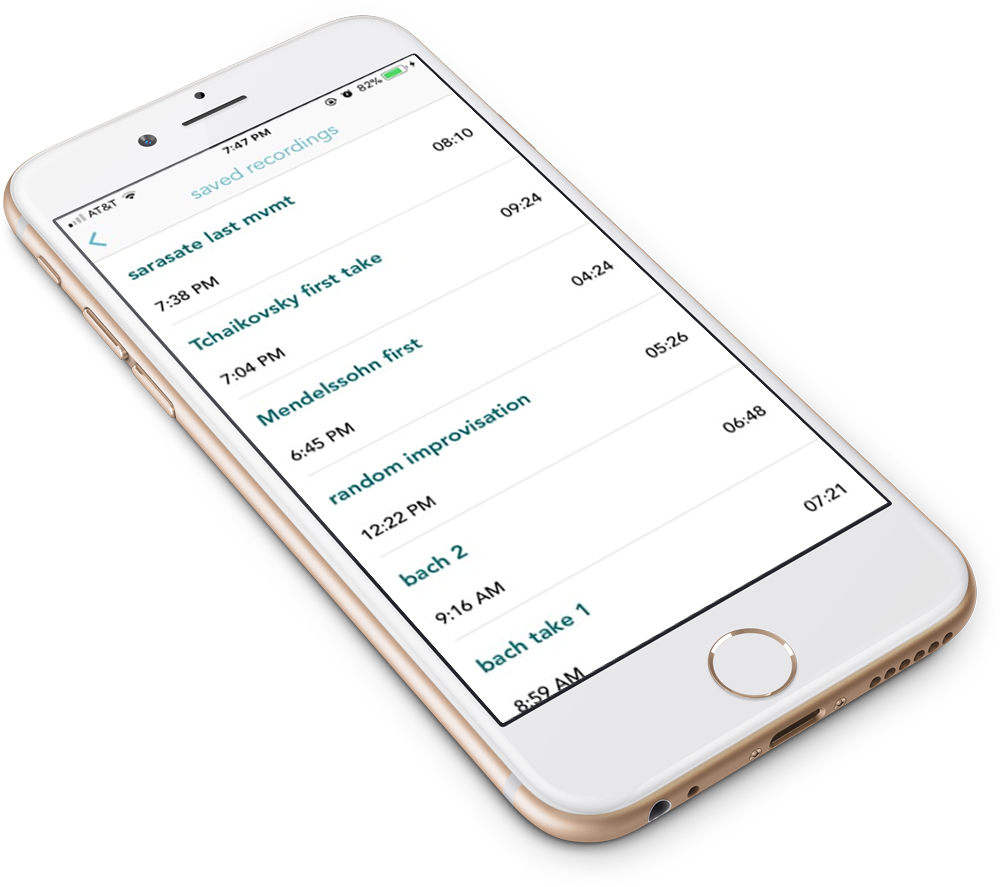 AT&T 7:47 PM 82%
saved recordings
sarasate last mvmt 08:10
7:38 PM
Tchaikovsky first take 09:24
7:04 PM
Mendelssohn first 04:24
6:45 PM
random improvisation 05:26
12:22 PM
bach 2 06:48
9:16 AM
bach take 1 07:21
8:59 AM